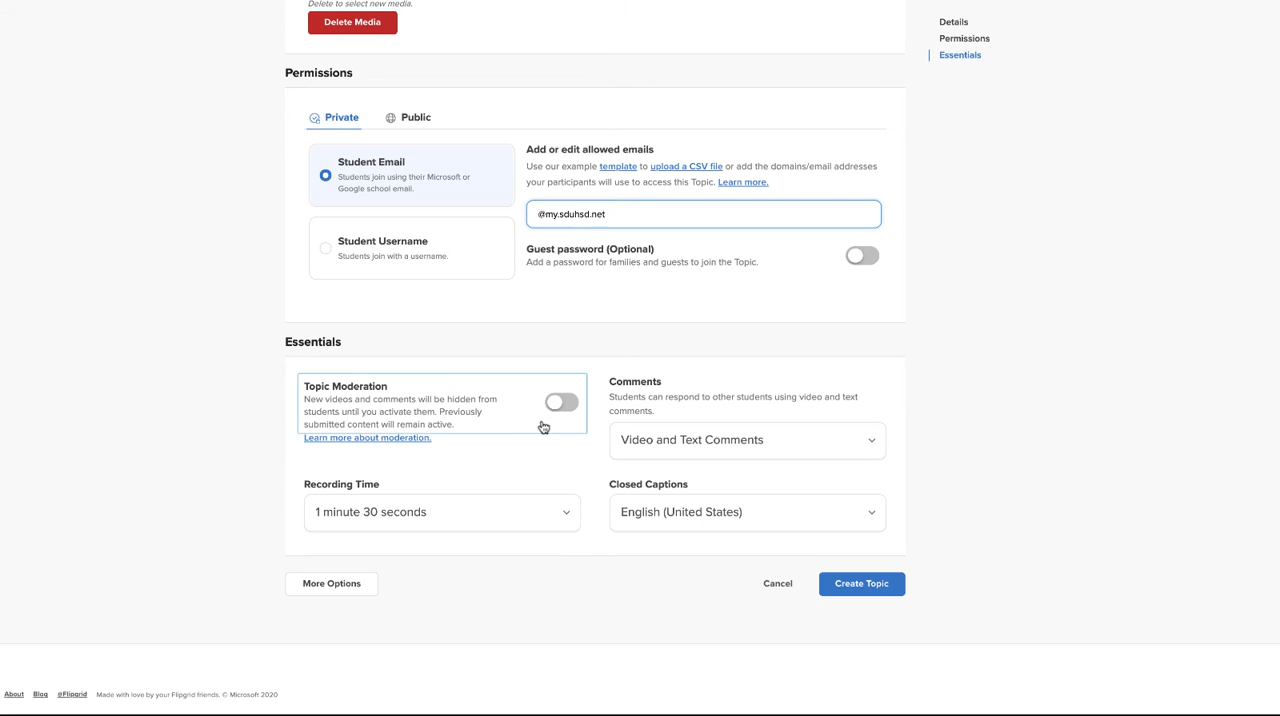 Delete to select new media.
Delete Media
Details
Permissions
Essentials
Permissions
Private
Public
Student Email
Students join using their Microsoft or
Google school email.
Student Username
Students join with a username.
Add or edit allowed emails
Use our example template to upload a CSV file or add the domains/email addresses
your participants will use to access this Topic. Learn more.
@my.sduhsd.net
Guest password (Optional)
Add a password for families and guests to join the Topic.
Essentials
Topic Moderation
New videos and comments will be hidden from
students until you activate them. Previously
submitted content will remain active.
Learn more about moderation.
Comments
Students can respond to other students using video and text
comments.
Video and Text Comments
Recording Time
1 minute 30 seconds
Closed Captions
English (United States)
More Options
Cancel
Create Topic
About Blog @Flipgrid Made with love by your Flipgrid friends. © Microsoft 2020